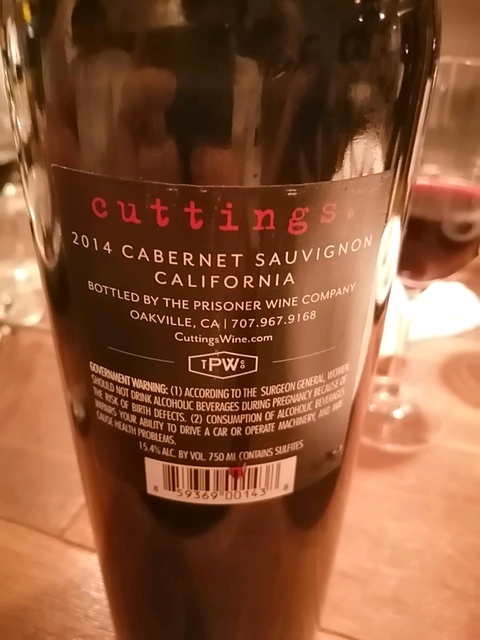 cuttings.
2014 CABERNET SAUVIGNON
CALIFORNIA
BOTTLED BY THE PRISONER WINE COMPANY
OAKVILLE, CA | 707.967.9168
CuttingsWine.com
TPWS
GOVERNMENT WARNING: (1) ACCORDING TO THE SURGEON GENERAL, WOMEN
SHOULD NOT DRINK ALCOHOLIC BEVERAGES DURING PREGNANCY BECAUSE OF
THE RISK OF BIRTH DEFECTS. (2) CONSUMPTION OF ALCOHOLIC BEVERAGES
IMPAIRS YOUR ABILITY TO DRIVE A CAR OR OPERATE MACHINERY, AND MAY
CAUSE HEALTH PROBLEMS.
15.4% ALC. BY VOL. 750 ML CONTAINS SULFITES
8 59369 00143 8